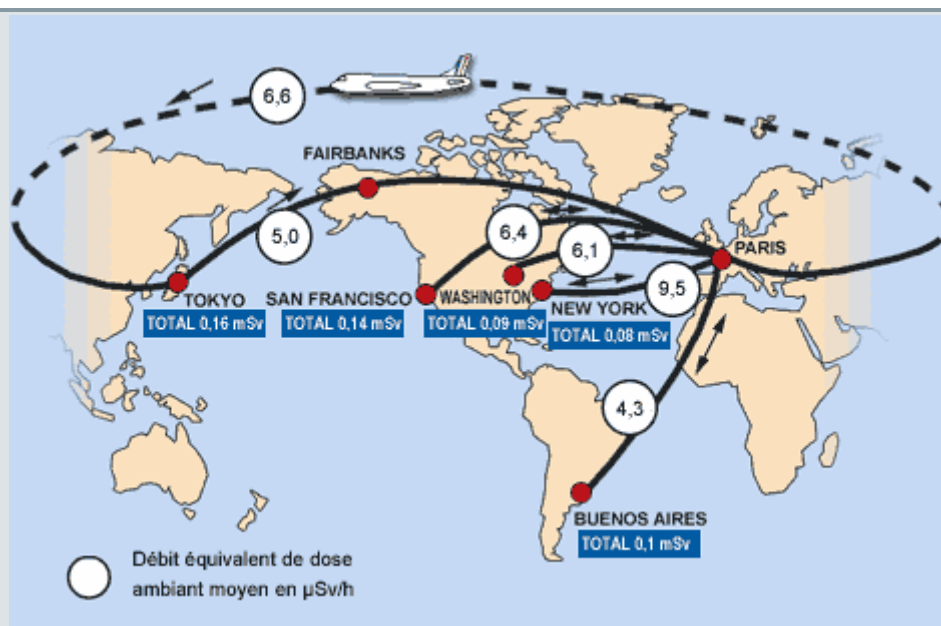 6,6
FAIRBANKS
5,0
6,4
6,1
PARIS
9,5
TOKYO
TOTAL 0,16 mSv
SAN FRANCISCO
TOTAL 0,14 mSv
WASHINGTON
TOTAL 0,09 mSv
NEW YORK
TOTAL 0,08 mSv
4,3
BUENOS AIRES
TOTAL 0,1 mSv
Débit équivalent de dose
ambiant moyen en µSv/h